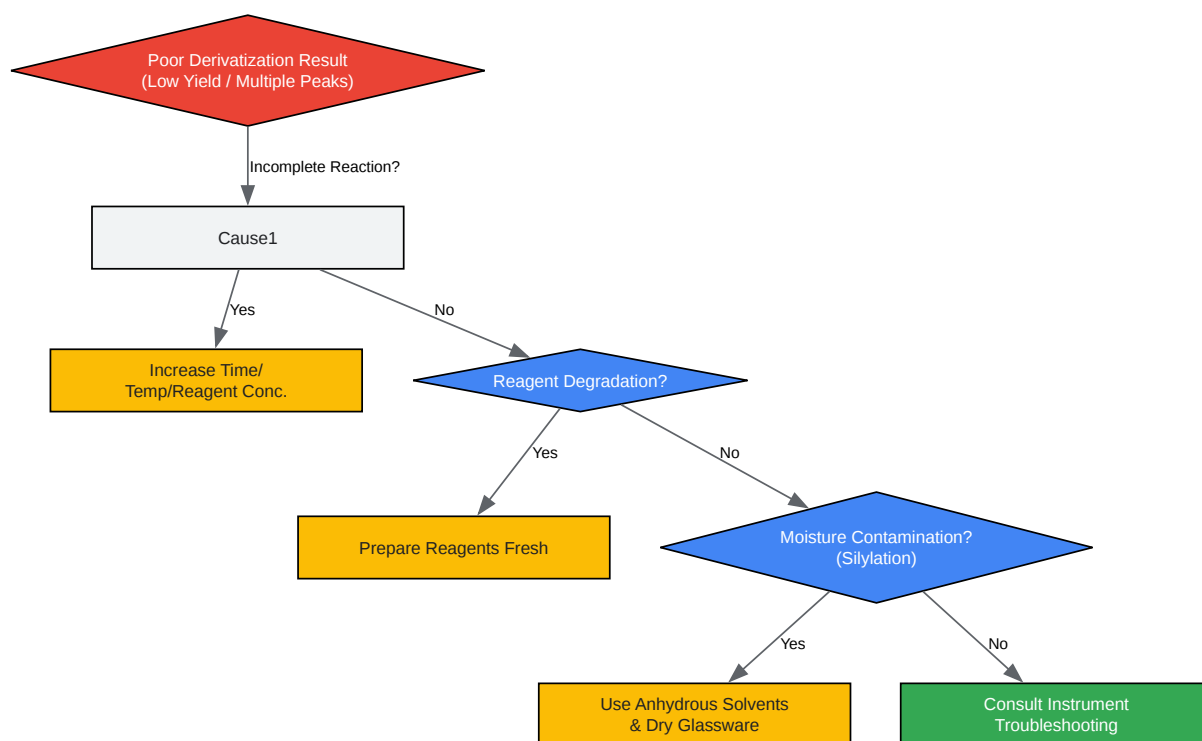 Poor Derivatization Result
(Low Yield / Multiple Peaks)
Incomplete Reaction?
Cause1
Yes
No
Increase Time/
Temp/Reagent Conc.
Reagent Degradation?
Yes
No
Prepare Reagents Fresh
Moisture Contamination?
(Silylation)
Yes
No
Use Anhydrous Solvents
& Dry Glassware
Consult Instrument
Troubleshooting